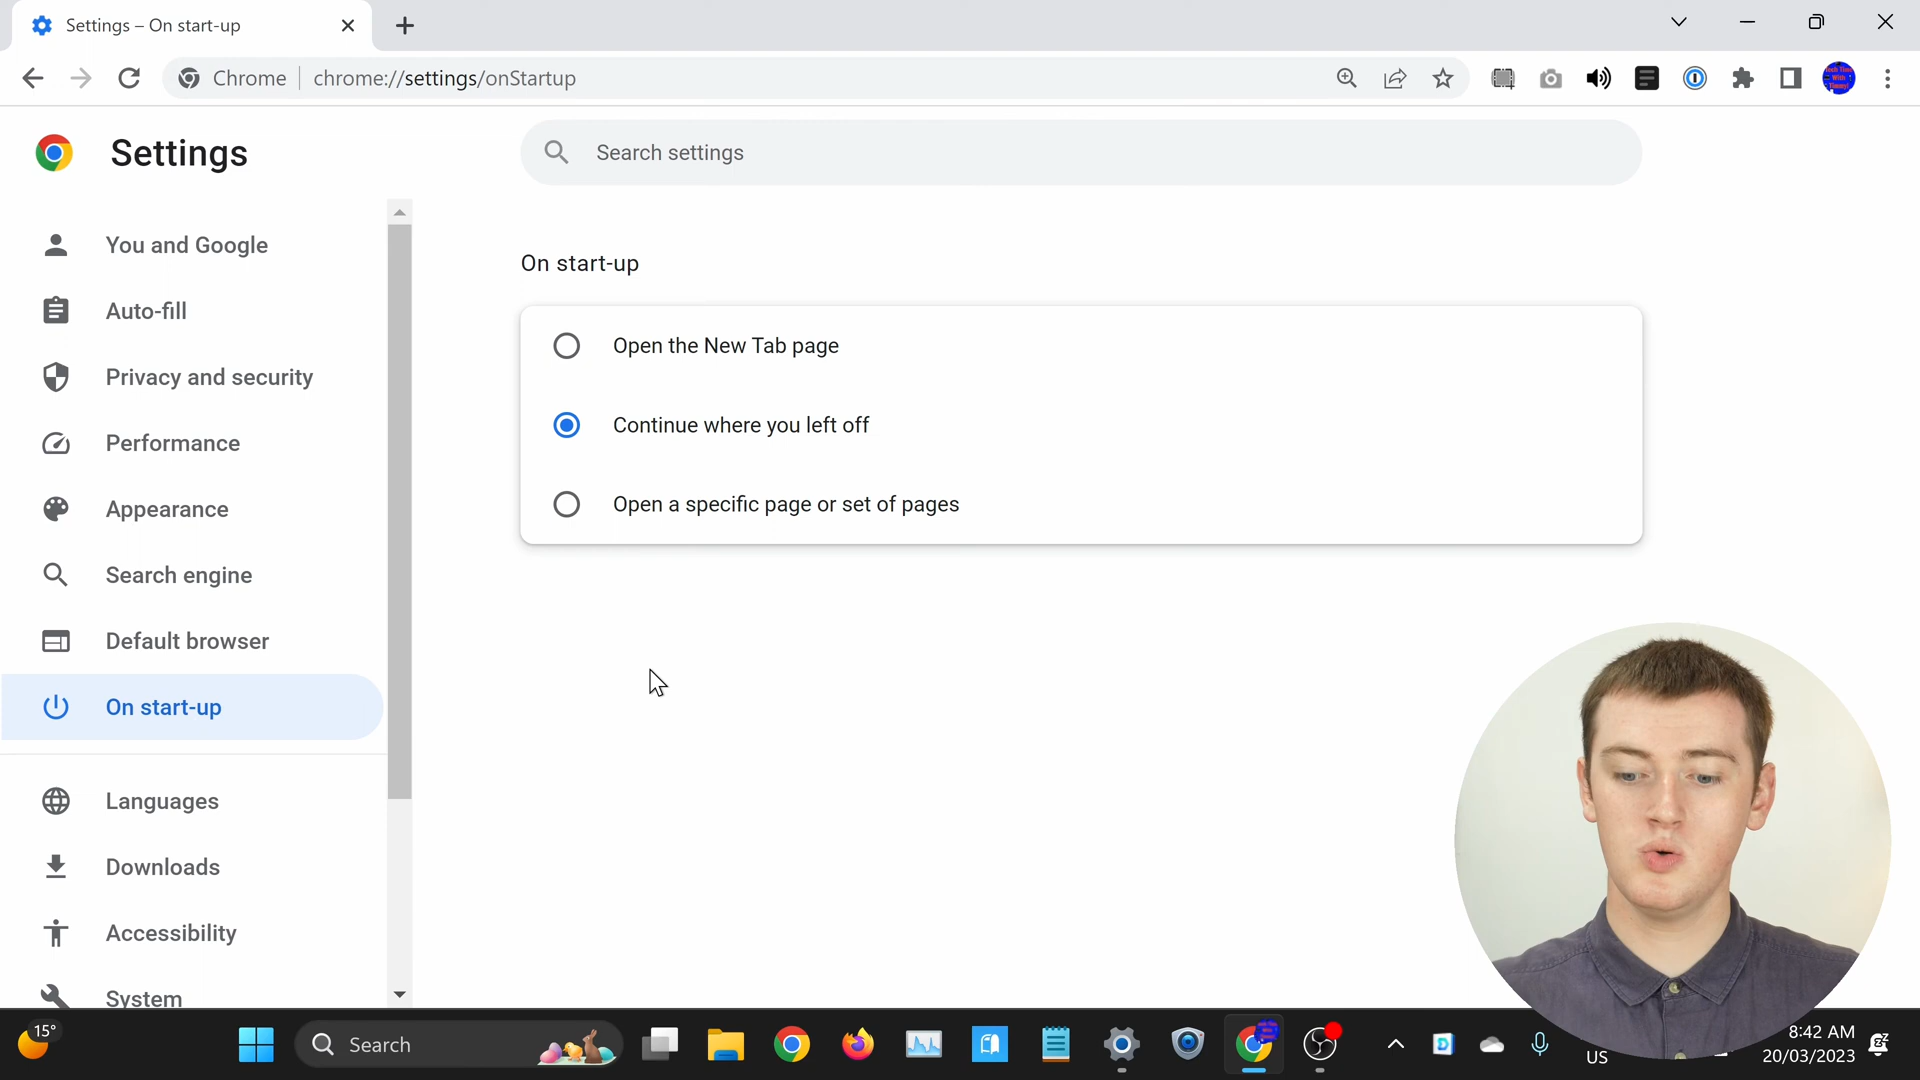 Settings – On start-up
Chrome
chrome://settings/onStartup
Settings
Search settings
You and Google
Auto-fill
Privacy and security
Performance
Appearance
Search engine
Default browser
On start-up
Languages
Downloads
Accessibility
System
On start-up
Open the New Tab page
Continue where you left off
Open a specific page or set of pages
15°
Search
US
8:42 AM
20/03/2023